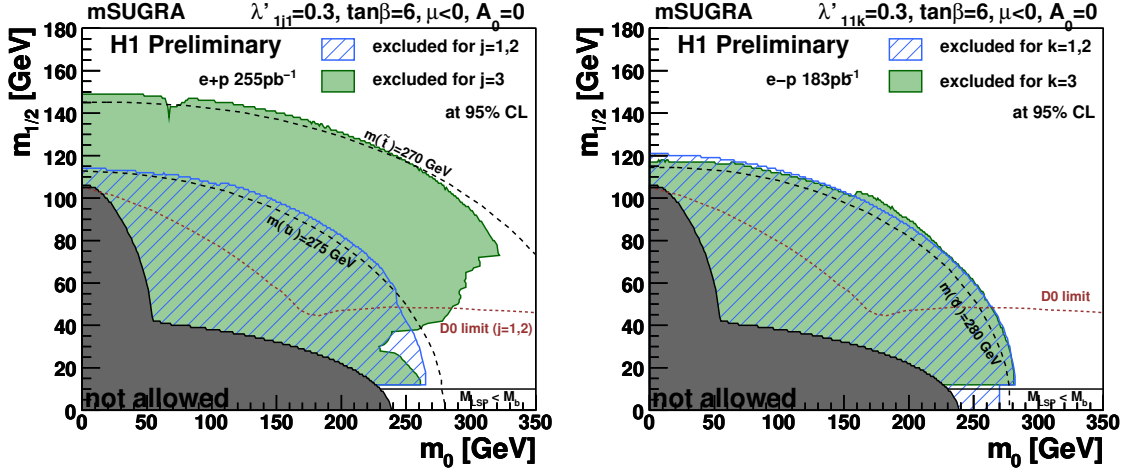 mSUGRA λ'1j1=0.3, tanβ=6, μ<0, A0=0
H1 Preliminary
excluded for j=1,2
e+p 255pb−1
excluded for j=3
at 95% CL
m(t̃)=270 GeV
m(ũ)=275 GeV
D0 limit (j=1,2)
not allowed
MLSP < Mb
m1/2 [GeV]
180
160
140
120
100
80
60
40
20
0
0 50 100 150 200 250 300 350
m0 [GeV]
mSUGRA λ'11k=0.3, tanβ=6, μ<0, A0=0
H1 Preliminary
excluded for k=1,2
e−p 183pb−1
excluded for k=3
at 95% CL
D0 limit
m(d̃)=280 GeV
not allowed
MLSP < Mb
m1/2 [GeV]
180
160
140
120
100
80
60
40
20
0
0 50 100 150 200 250 300 350
m0 [GeV]